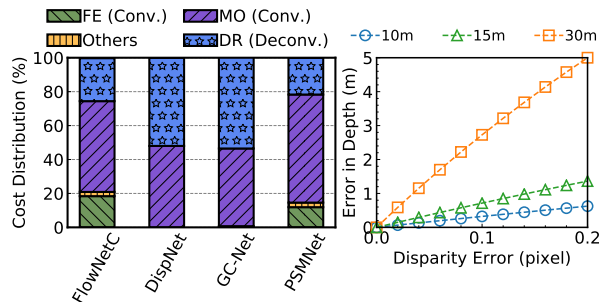 FE (Conv.) MO (Conv.)
Others DR (Deconv.)
Cost Distribution (%)
100
80
60
40
20
0
FlowNetC
DispNet
GC-Net
PSMNet
10m 15m 30m
Error in Depth (m)
5
4
3
2
1
0
0.0 0.1 0.2
Disparity Error (pixel)